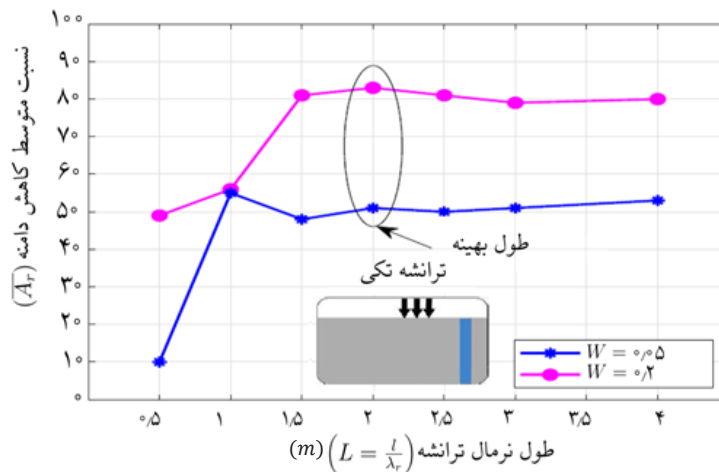 نسبت متوسط کاهش دامنه (A̅ᵣ)
۱۰۰
۹۰
۸۰
۷۰
۶۰
۵۰
۴۰
۳۰
۲۰
۱۰
۰
طول بهینه
ترانشه تکی
W = ۰٫۰۵
W = ۰٫۲
۰٫۵ ۱ ۱٫۵ ۲ ۲٫۵ ۳ ۳٫۵ ۴
طول نرمال ترانشه (L = l/λᵣ) (m)